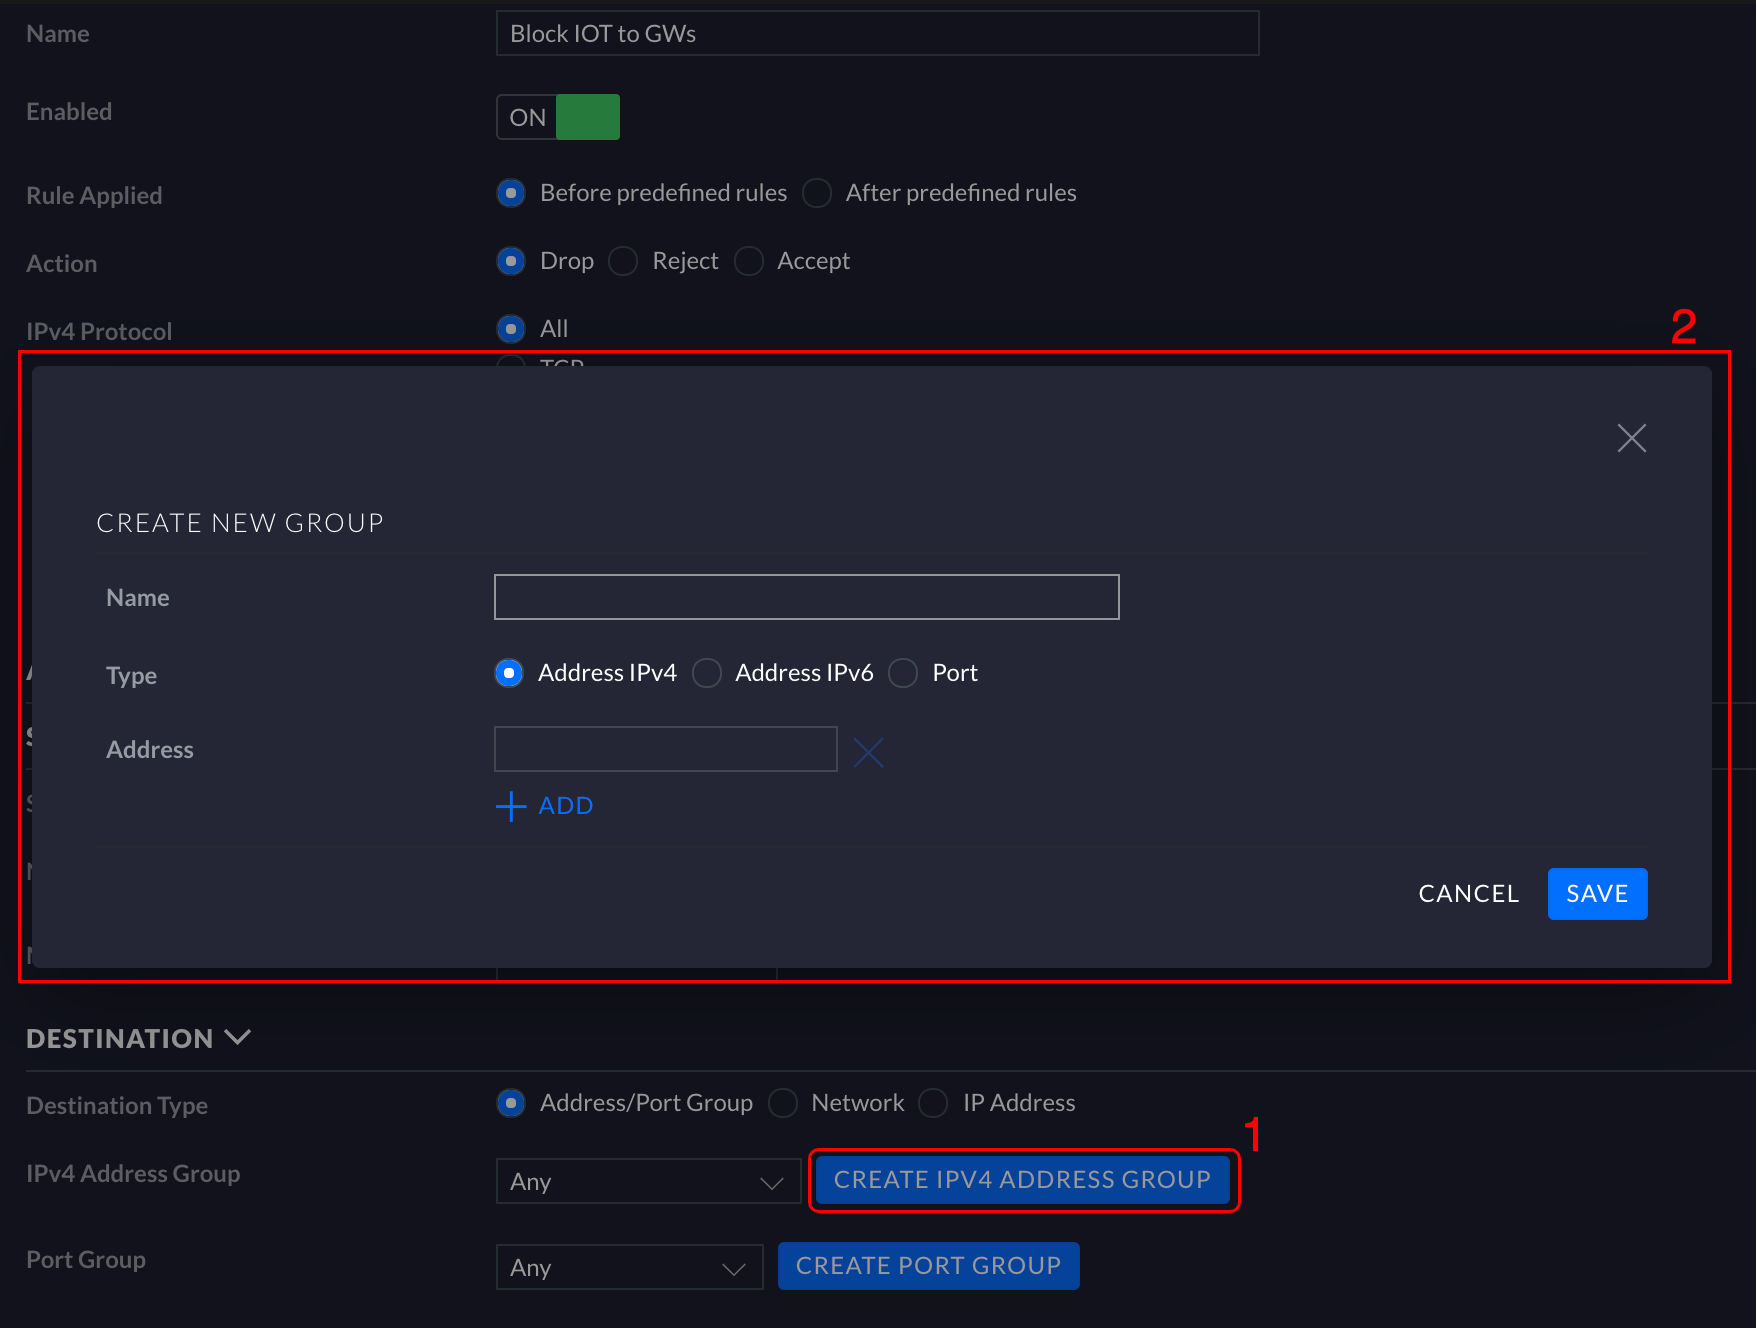 Name Block IOT to GWs
Enabled ON
Rule Applied Before predefined rules After predefined rules
Action Drop Reject Accept
IPv4 Protocol All
2
TCP
CREATE NEW GROUP
Name
Type Address IPv4 Address IPv6 Port
Address
ADD
CANCEL SAVE
DESTINATION
Destination Type Address/Port Group Network IP Address
1
IPv4 Address Group Any CREATE IPV4 ADDRESS GROUP
Port Group Any CREATE PORT GROUP